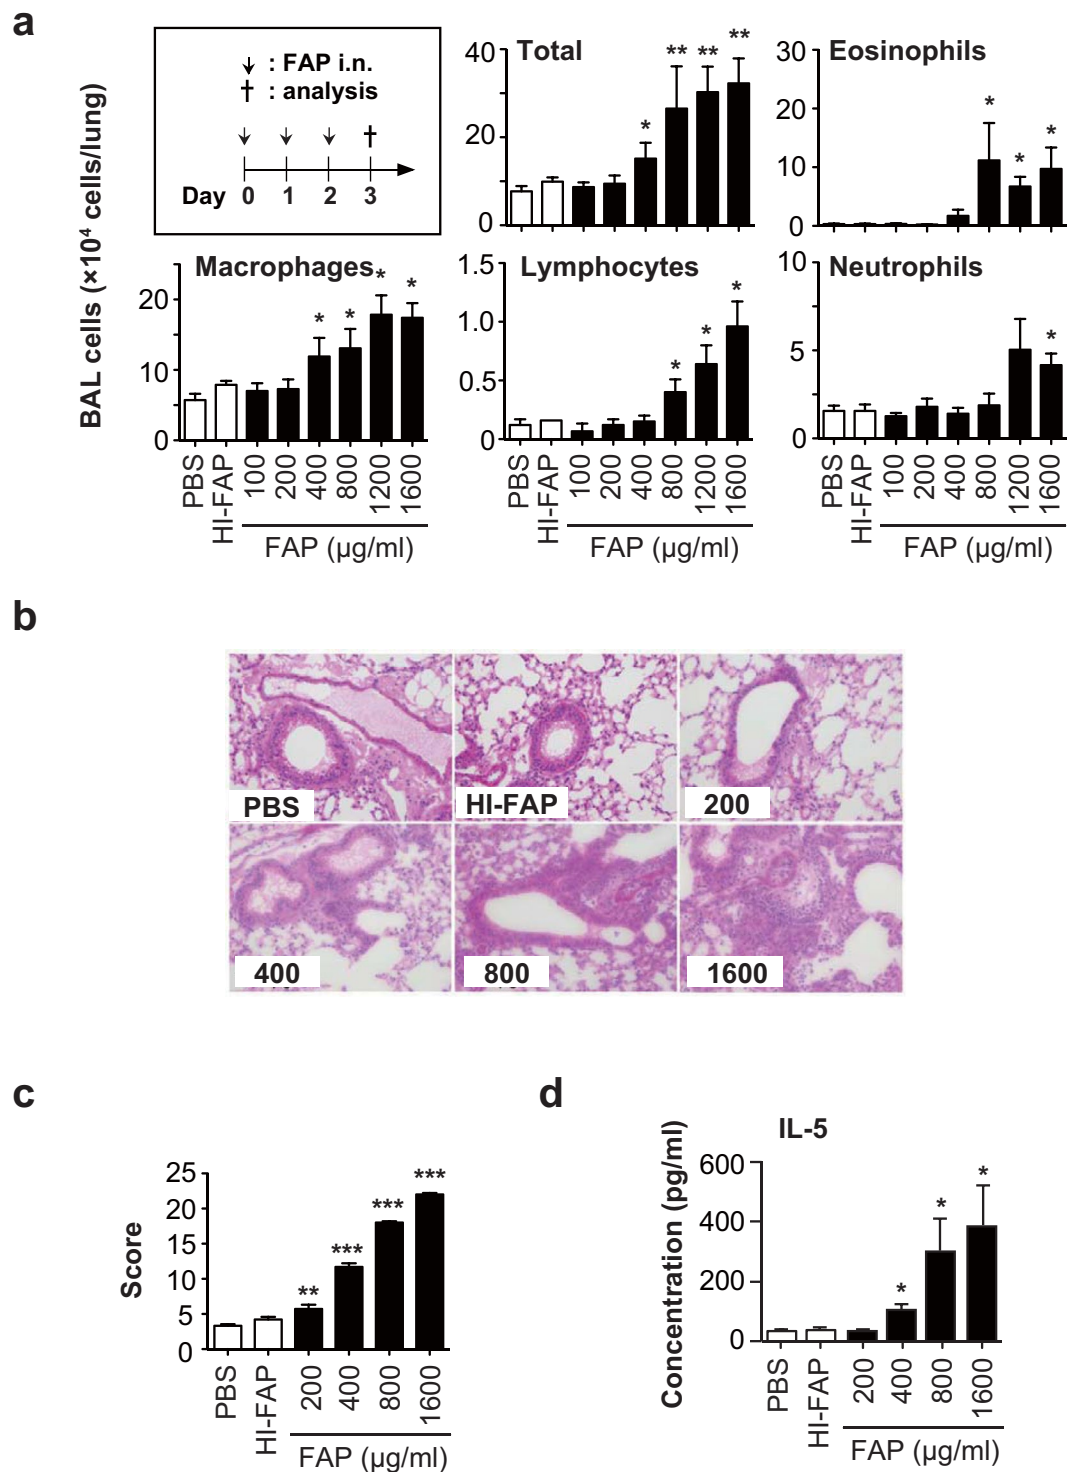 a
BAL cells (×10⁴ cells/lung)
↓ : FAP i.n.
† : analysis
†
Day 0 1 2 3
Total
40
20
0
* ** ** **
Eosinophils
30
20
10
0
* * *
Macrophages
20
10
0
* * * *
PBS
HI-FAP
100
200
400
800
1200
1600
FAP (µg/ml)
Lymphocytes
1.5
1.0
0.5
0
* * *
PBS
HI-FAP
100
200
400
800
1200
1600
FAP (µg/ml)
Neutrophils
10
5
0
*
PBS
HI-FAP
100
200
400
800
1200
1600
FAP (µg/ml)
b
PBS
HI-FAP
200
400
800
1600
c
Score
25
20
15
10
5
0
** *** *** ***
PBS
HI-FAP
200
400
800
1600
FAP (µg/ml)
d
IL-5
Concentration (pg/ml)
600
400
200
0
* * *
PBS
HI-FAP
200
400
800
1600
FAP (µg/ml)